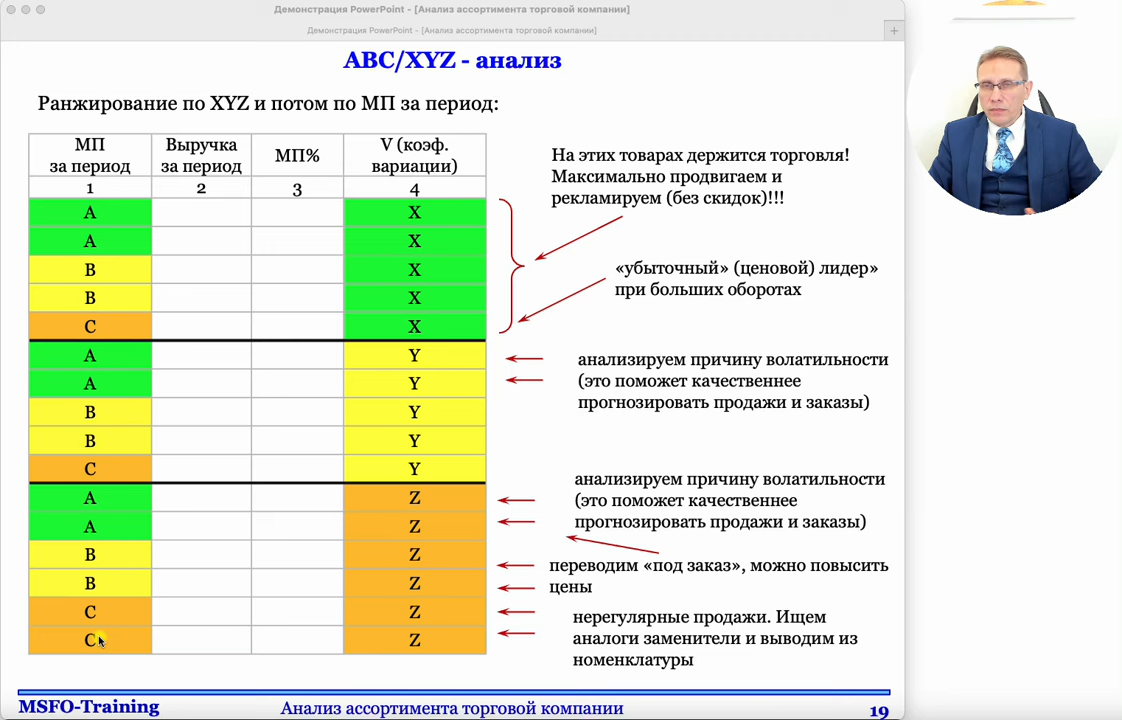 Демонстрация PowerPoint - [Анализ ассортимента торговой компании]
Демонстрация PowerPoint - [Анализ ассортимента торговой компании]
ABC/XYZ - анализ
Ранжирование по XYZ и потом по МП за период:
МП за период
Выручка за период
МП%
V (коэф. вариации)
1 2 3 4
A X
A X
B X
B X
C X
A Y
A Y
B Y
B Y
C Y
A Z
A Z
B Z
B Z
C Z
C Z
На этих товарах держится торговля!
Максимально продвигаем и
рекламируем (без скидок)!!!
«убыточный» (ценовой) лидер»
при больших оборотах
анализируем причину волатильности
(это поможет качественнее
прогнозировать продажи и заказы)
анализируем причину волатильности
(это поможет качественнее
прогнозировать продажи и заказы)
переводим «под заказ», можно повысить
цены
нерегулярные продажи. Ищем
аналоги заменители и выводим из
номенклатуры
MSFO-Training
Анализ ассортимента торговой компании
19